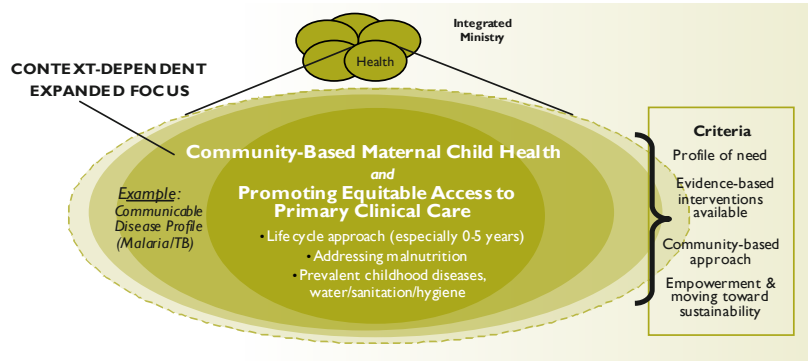 Integrated
Ministry
Health
CONTEXT-DEPENDENT
EXPANDED FOCUS
Community-Based Maternal Child Health
and
Promoting Equitable Access to
Primary Clinical Care
• Life cycle approach (especially 0-5 years)
• Addressing malnutrition
• Prevalent childhood diseases,
water/sanitation/hygiene
Example:
Communicable
Disease Profile
(Malaria/TB)
Criteria
Profile of need
Evidence-based
interventions
available
Community-based
approach
Empowerment &
moving toward
sustainability